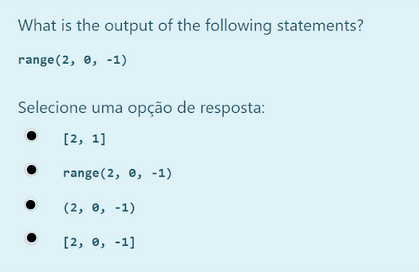 What is the output of the following statements?
range(2, 0, -1)
Selecione uma opção de resposta:
[2, 1]
range(2, 0, -1)
(2, 0, -1)
[2, 0, -1]